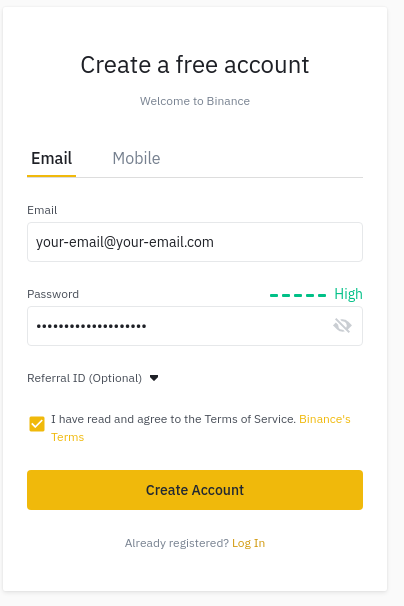 Create a free account
Welcome to Binance
Email Mobile
Email
your-email@your-email.com
Password High
••••••••••••••••••••
Referral ID (Optional)
I have read and agree to the Terms of Service. Binance's
Terms
Create Account
Already registered? Log In